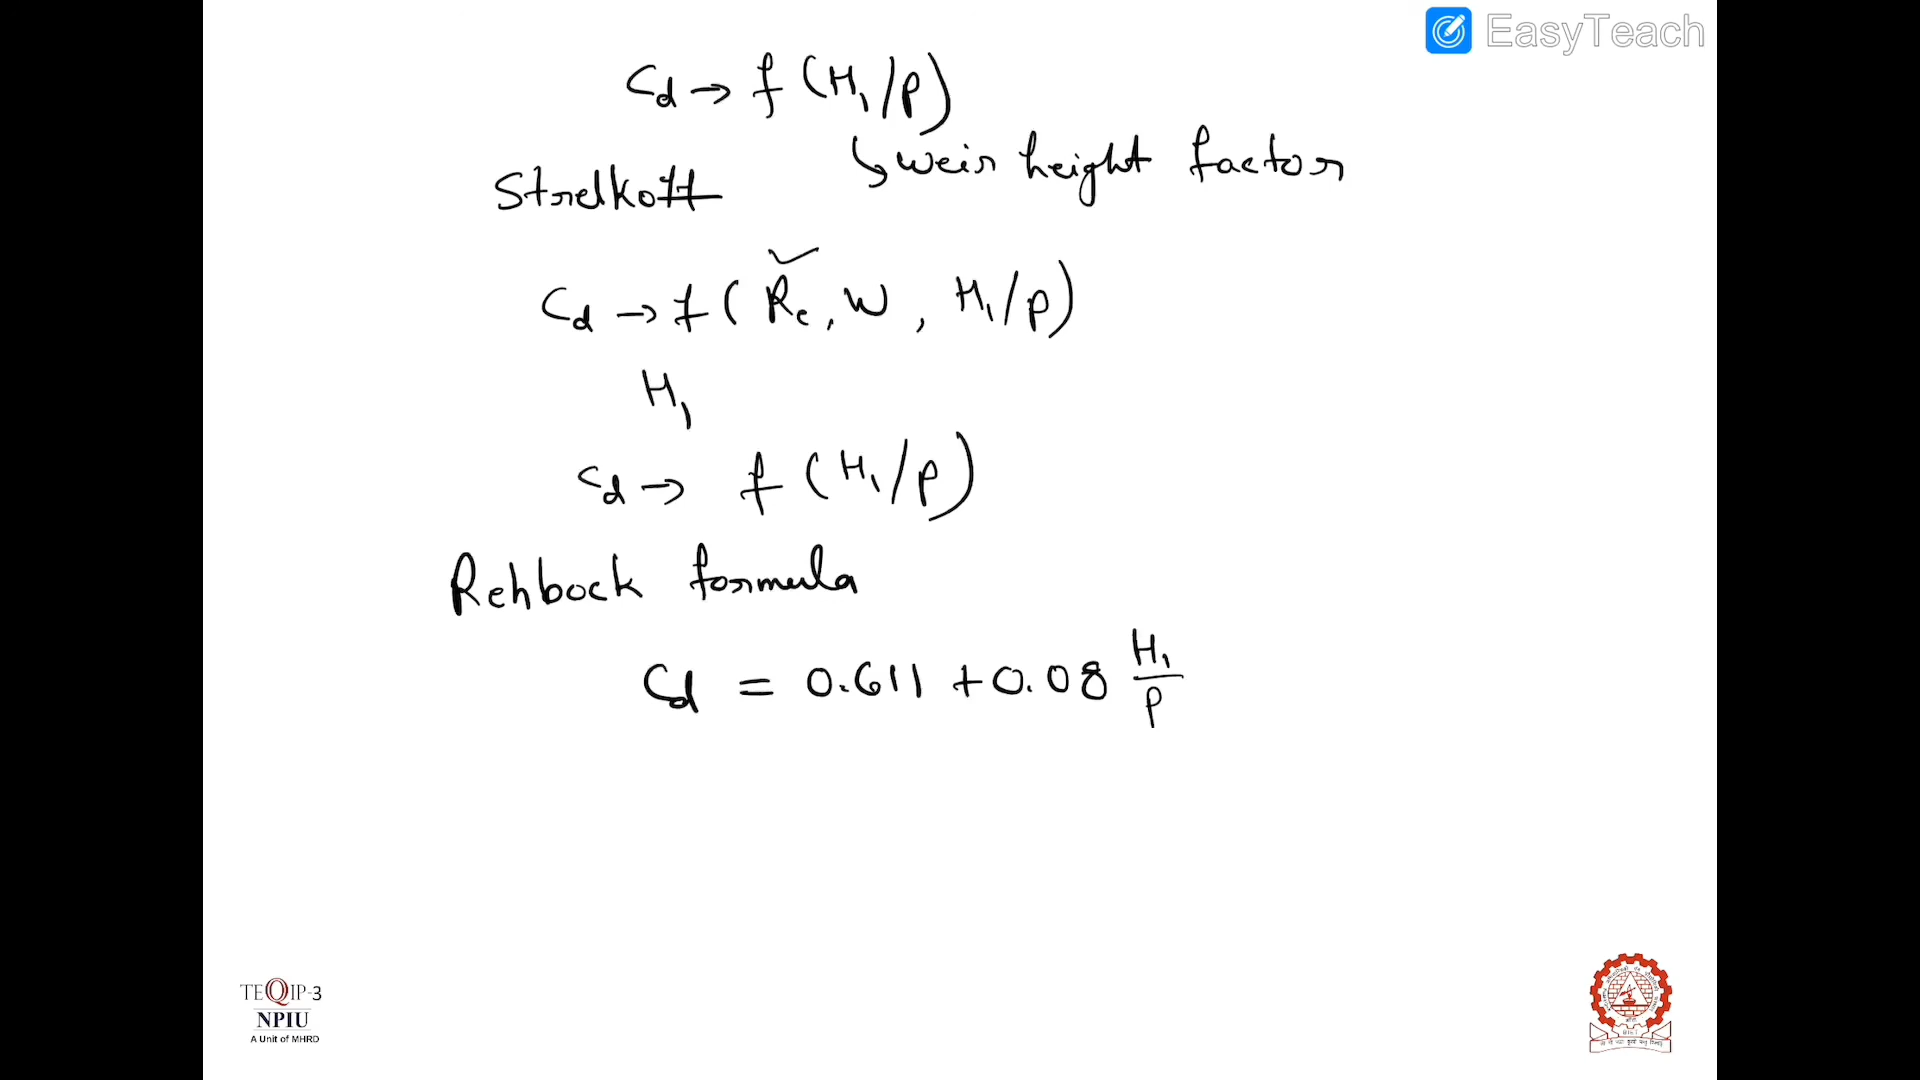 EasyTeach
Cd → f (H₁/P)
↳ weir height factor
Strelkoff
Cd → f ( Re, W , H₁/P)
H₁
Cd → f (H₁/P)
Rehbock formula
Cd = 0.611 + 0.08 H₁/P
TEQIP-3
NPIU
A Unit of MHRD